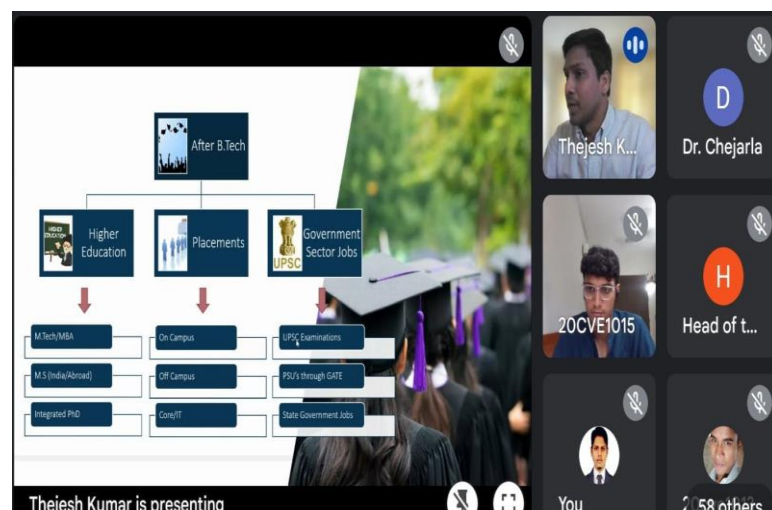 After B.Tech
HIGHER
EDUCATION
Higher
Education
Placements
UPSC
Government
Sector Jobs
M.Tech/MBA
M.S (India/Abroad)
Integrated PhD
On Campus
Off Campus
Core/IT
UPSC Examinations
PSU's through GATE
State Government Jobs
Thejesh Kumar is presenting
Thejesh K...
D
Dr. Chejarla
20CVE1015
H
Head of t...
You
58 others